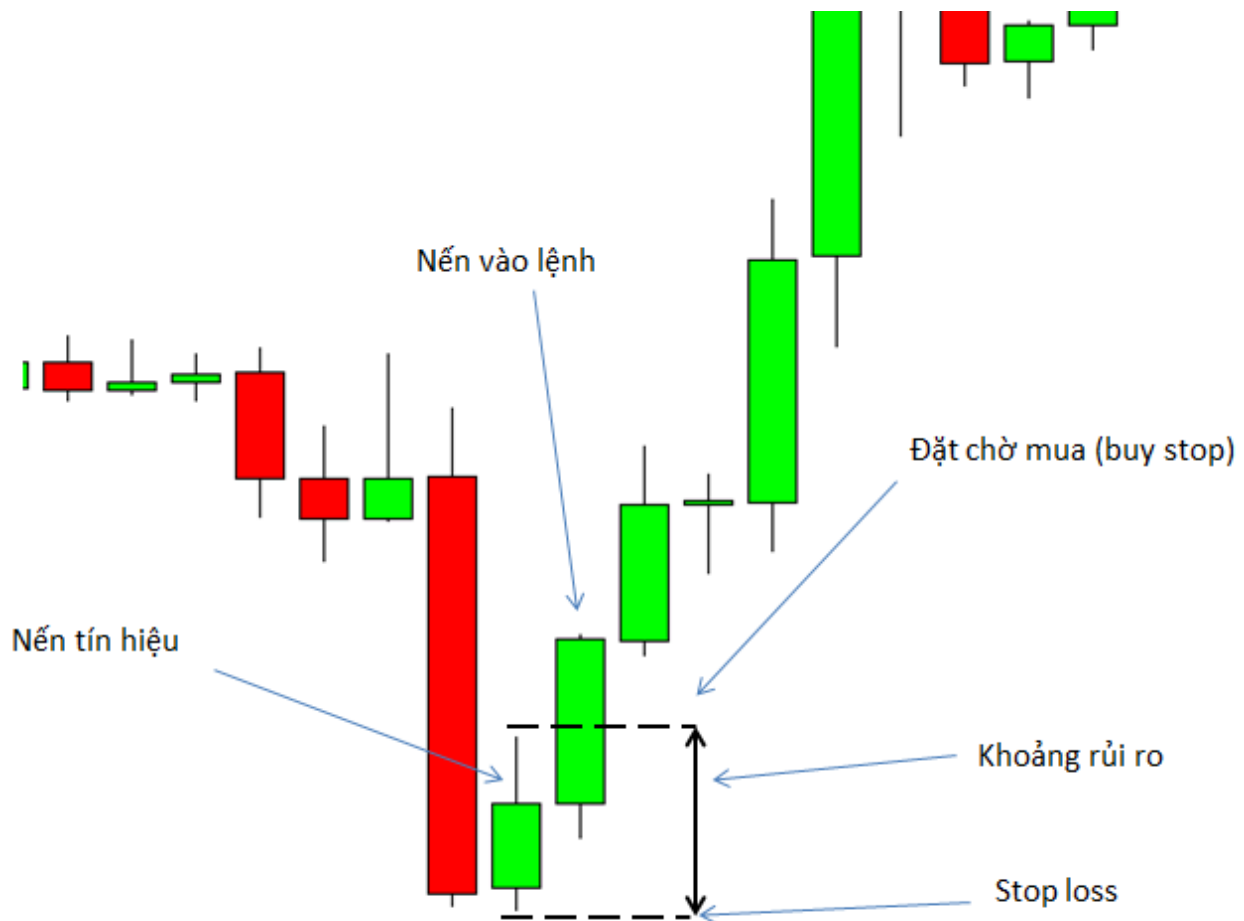 Nến vào lệnh
Đặt chờ mua (buy stop)
Nến tín hiệu
Khoảng rủi ro
Stop loss